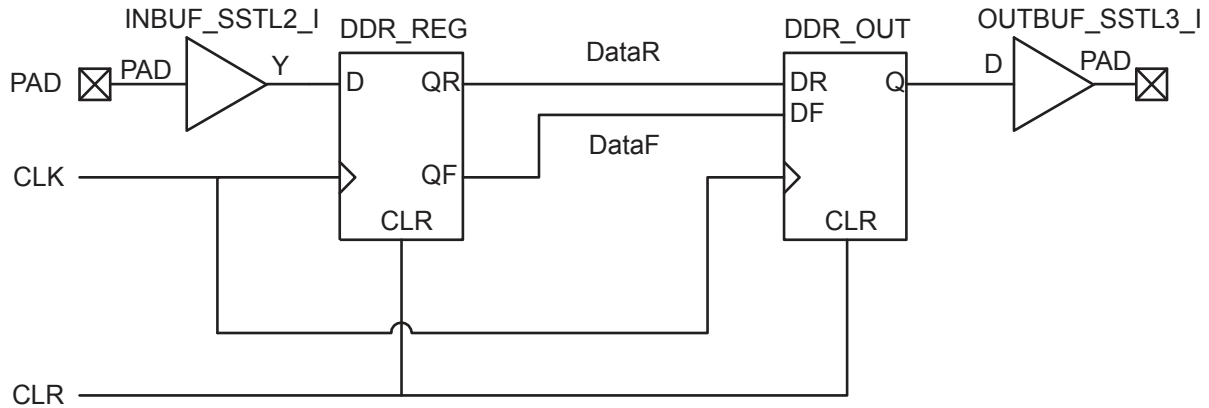 INBUF_SSTL2_I
DDR_REG
DDR_OUT
OUTBUF_SSTL3_I
PAD
PAD
Y
D
QR
DataR
DR
Q
D
PAD
DF
DataF
CLK
QF
CLR
CLR
CLR